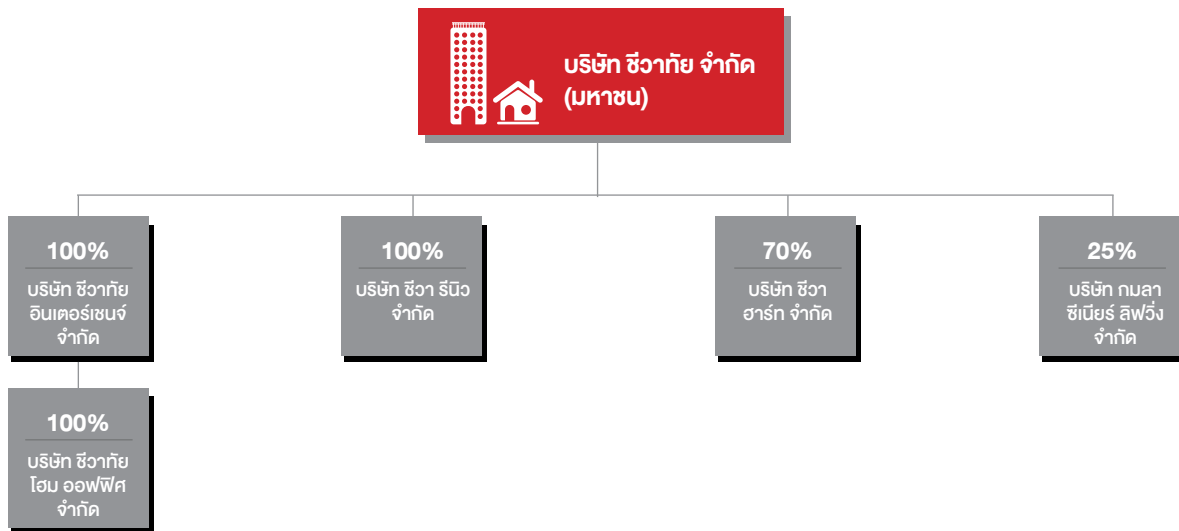 บริษัท ชีวาทัย จำกัด
(มหาชน)
100%
บริษัท ชีวาทัย
อินเตอร์เชนจ์
จำกัด
100%
บริษัท ชีวา รีนิว
จำกัด
70%
บริษัท ชีวา
ฮาร์ท จำกัด
25%
บริษัท กมลา
ซีเนียร์ ลิฟวิ่ง
จำกัด
100%
บริษัท ชีวาทัย
โฮม ออฟฟิศ
จำกัด